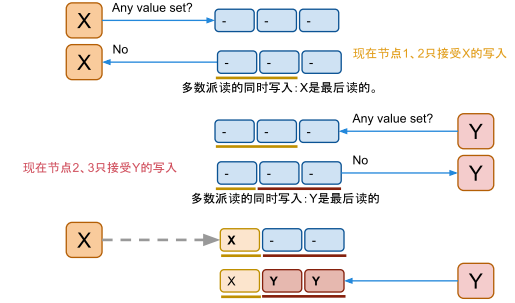 X Any value set? - - -
X No - - - 现在节点1、2只接受X的写入
多数派读的同时写入：X是最后读的。
- - - Any value set? Y
现在节点2、3只接受Y的写入 - - - No Y
多数派读的同时写入：Y是最后读的
X X - -
X Y Y Y